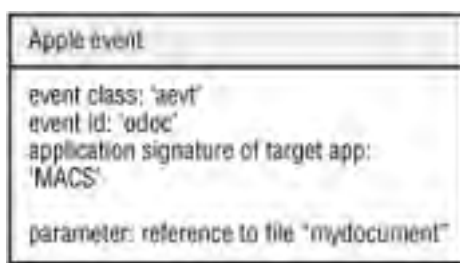 Apple event
event class: 'aevt'
event id: 'odoc'
application signature of target app:
'MACS'
parameter: reference to file "mydocument"